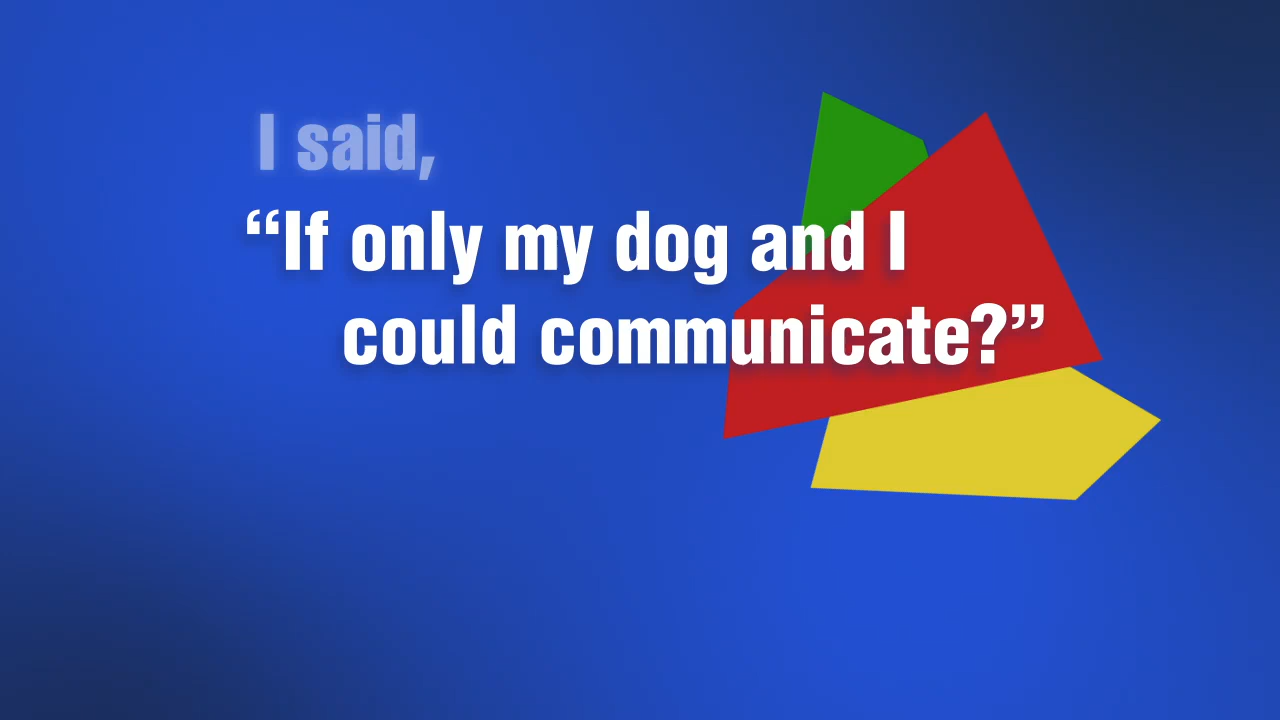 I said,
“If only my dog and I
could communicate?”